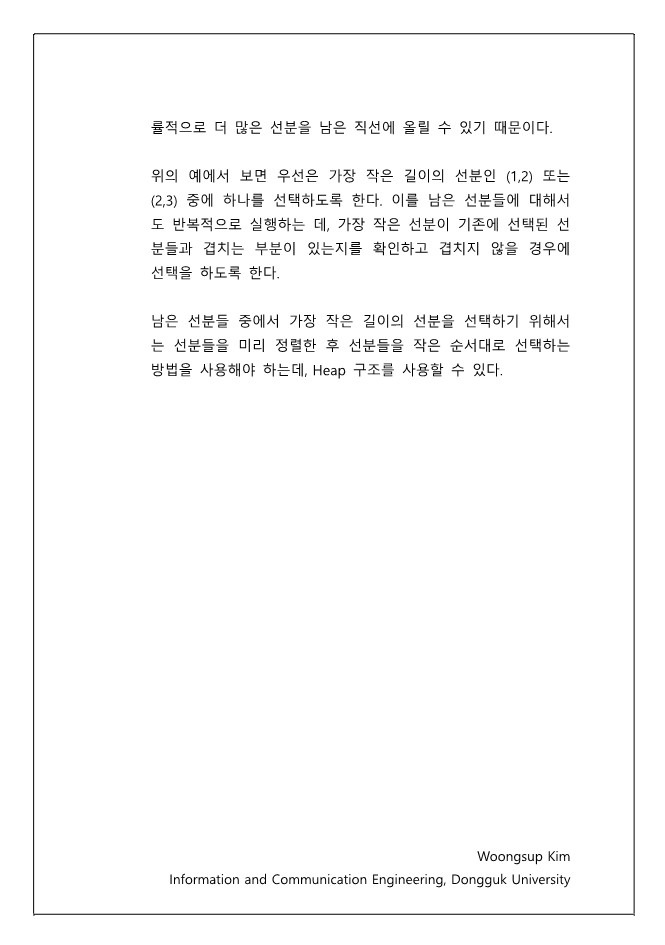 률적으로 더 많은 선분을 남은 직선에 올릴 수 있기 때문이다.
위의 예에서 보면 우선은 가장 작은 길이의 선분인 (1,2) 또는
(2,3) 중에 하나를 선택하도록 한다. 이를 남은 선분들에 대해서
도 반복적으로 실행하는 데, 가장 작은 선분이 기존에 선택된 선
분들과 겹치는 부분이 있는지를 확인하고 겹치지 않을 경우에
선택을 하도록 한다.
남은 선분들 중에서 가장 작은 길이의 선분을 선택하기 위해서
는 선분들을 미리 정렬한 후 선분들을 작은 순서대로 선택하는
방법을 사용해야 하는데, Heap 구조를 사용할 수 있다.
Woongsup Kim
Information and Communication Engineering, Dongguk University